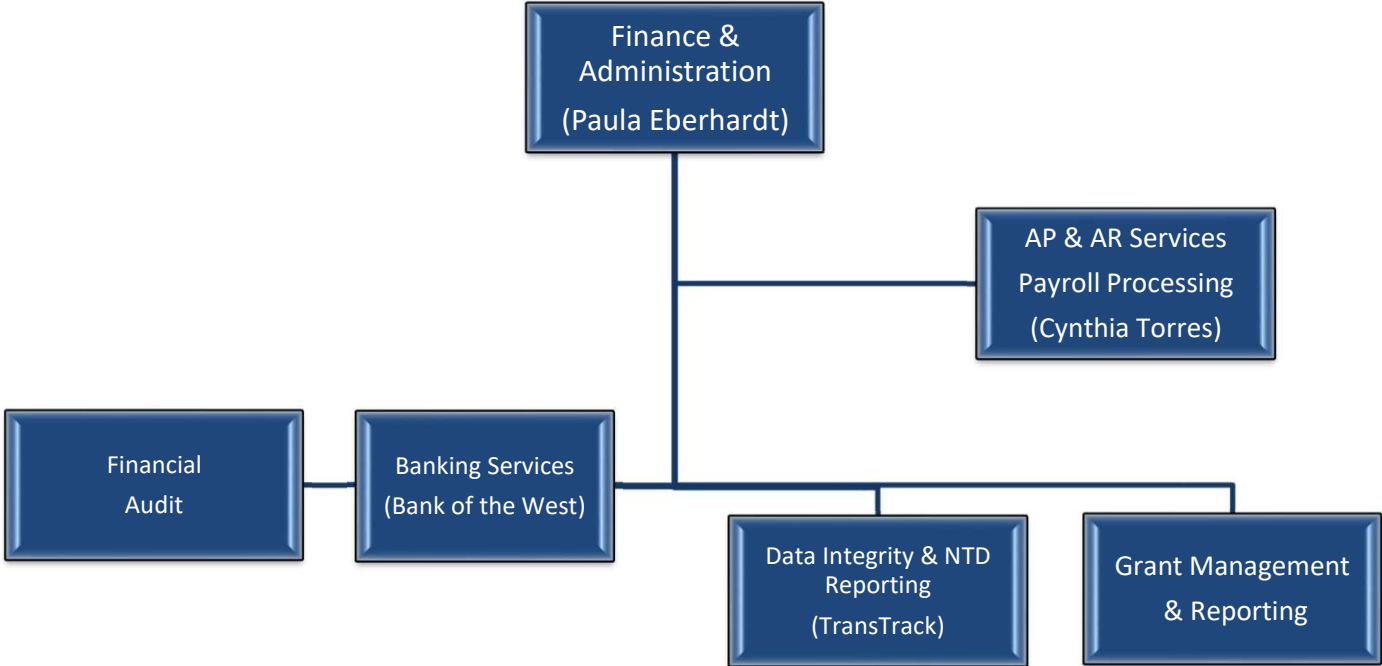 Finance &
Administration
(Paula Eberhardt)
AP & AR Services
Payroll Processing
(Cynthia Torres)
Financial
Audit
Banking Services
(Bank of the West)
Data Integrity & NTD
Reporting
(TransTrack)
Grant Management
& Reporting